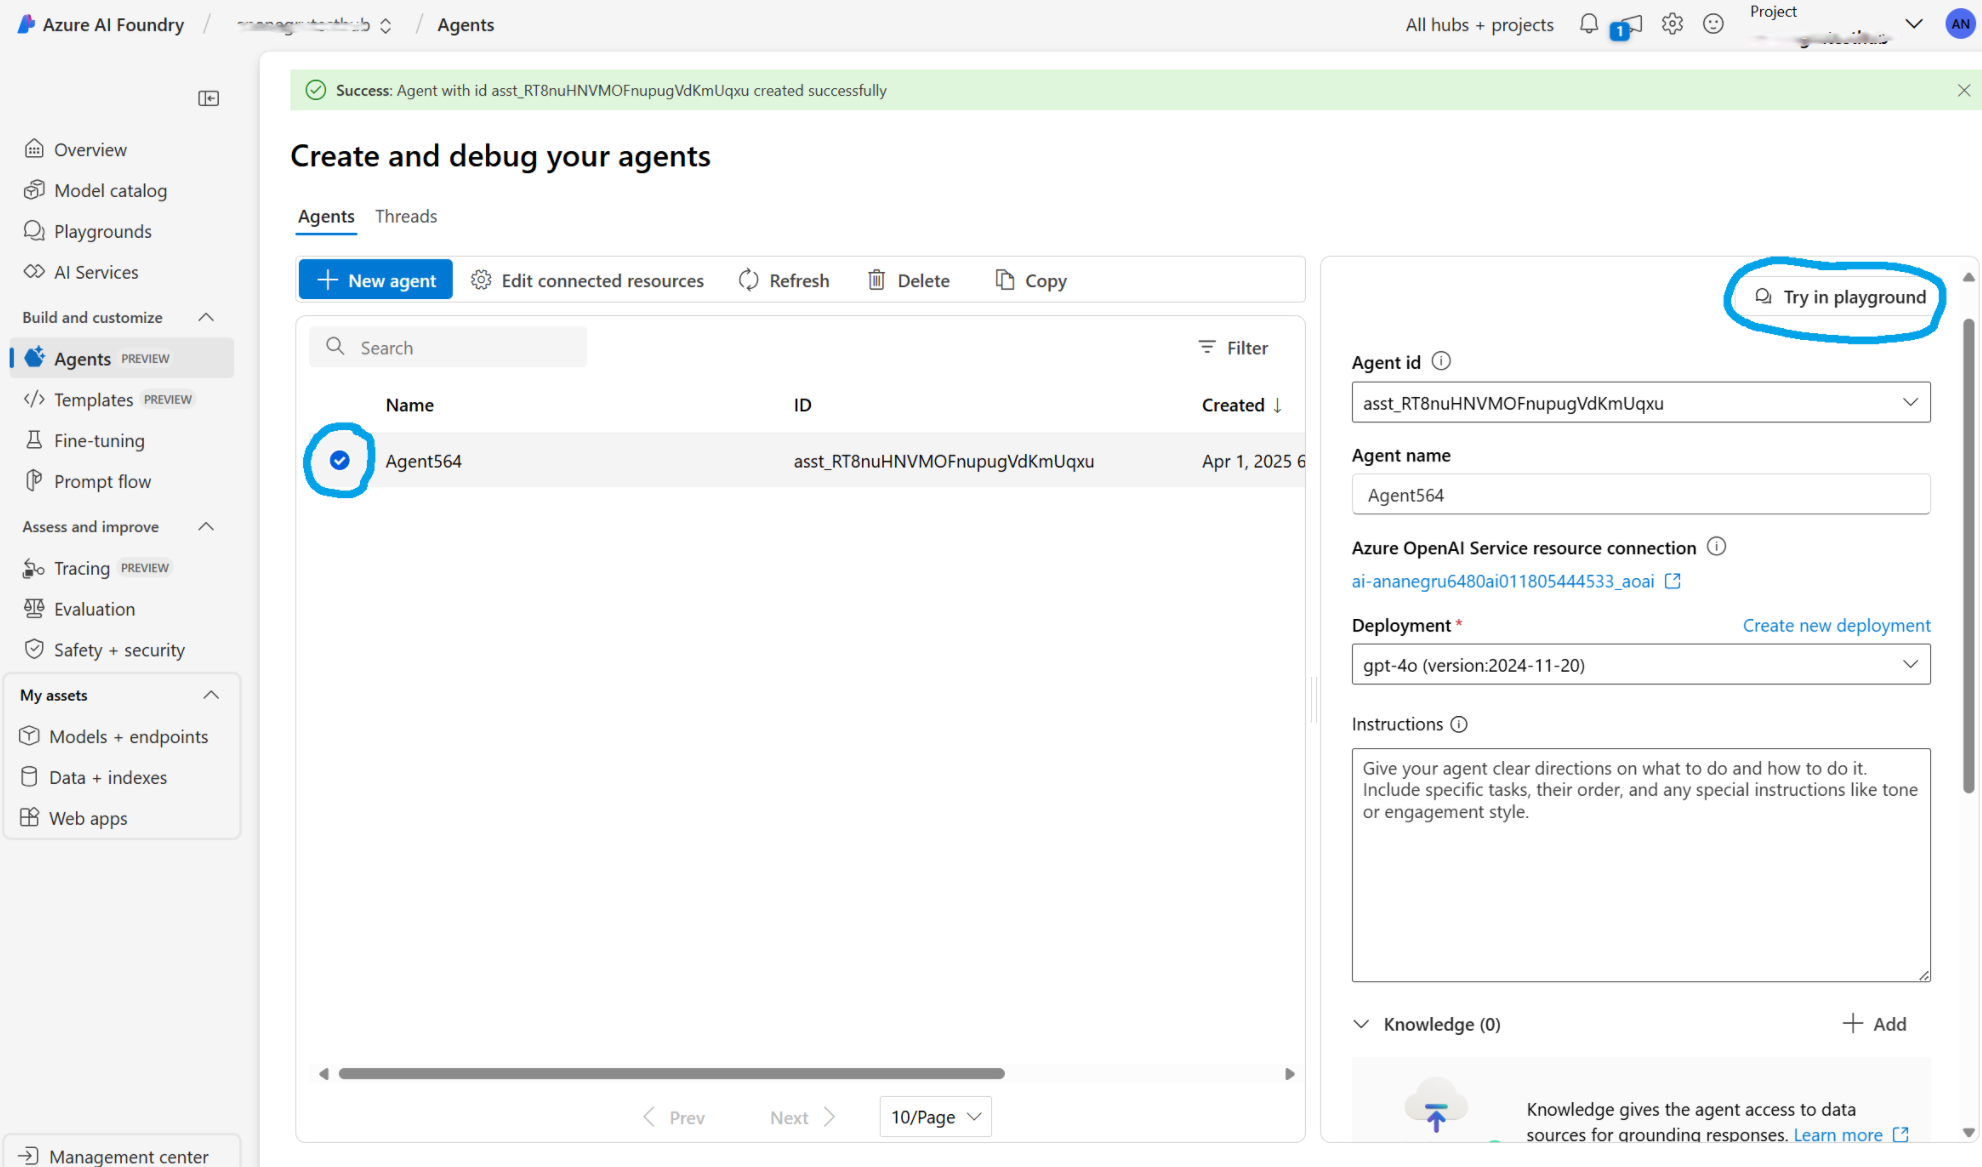 Azure AI Foundry / / Agents
All hubs + projects 1 Project AN
Success: Agent with id asst_RT8nuHNVMOFnupugVdKmUqxu created successfully
Create and debug your agents
Agents Threads
New agent Edit connected resources Refresh Delete Copy
Search Filter
Name ID Created ↓
Agent564 asst_RT8nuHNVMOFnupugVdKmUqxu Apr 1, 2025 6
Prev Next 10/Page
Overview
Model catalog
Playgrounds
AI Services
Build and customize
Agents PREVIEW
Templates PREVIEW
Fine-tuning
Prompt flow
Assess and improve
Tracing PREVIEW
Evaluation
Safety + security
My assets
Models + endpoints
Data + indexes
Web apps
Management center
Try in playground
Agent id
asst_RT8nuHNVMOFnupugVdKmUqxu
Agent name
Agent564
Azure OpenAI Service resource connection
ai-ananegru6480ai011805444533_aoai
Deployment * Create new deployment
gpt-4o (version:2024-11-20)
Instructions
Give your agent clear directions on what to do and how to do it.
Include specific tasks, their order, and any special instructions like tone
or engagement style.
Knowledge (0) + Add
Knowledge gives the agent access to data
sources for grounding responses. Learn more